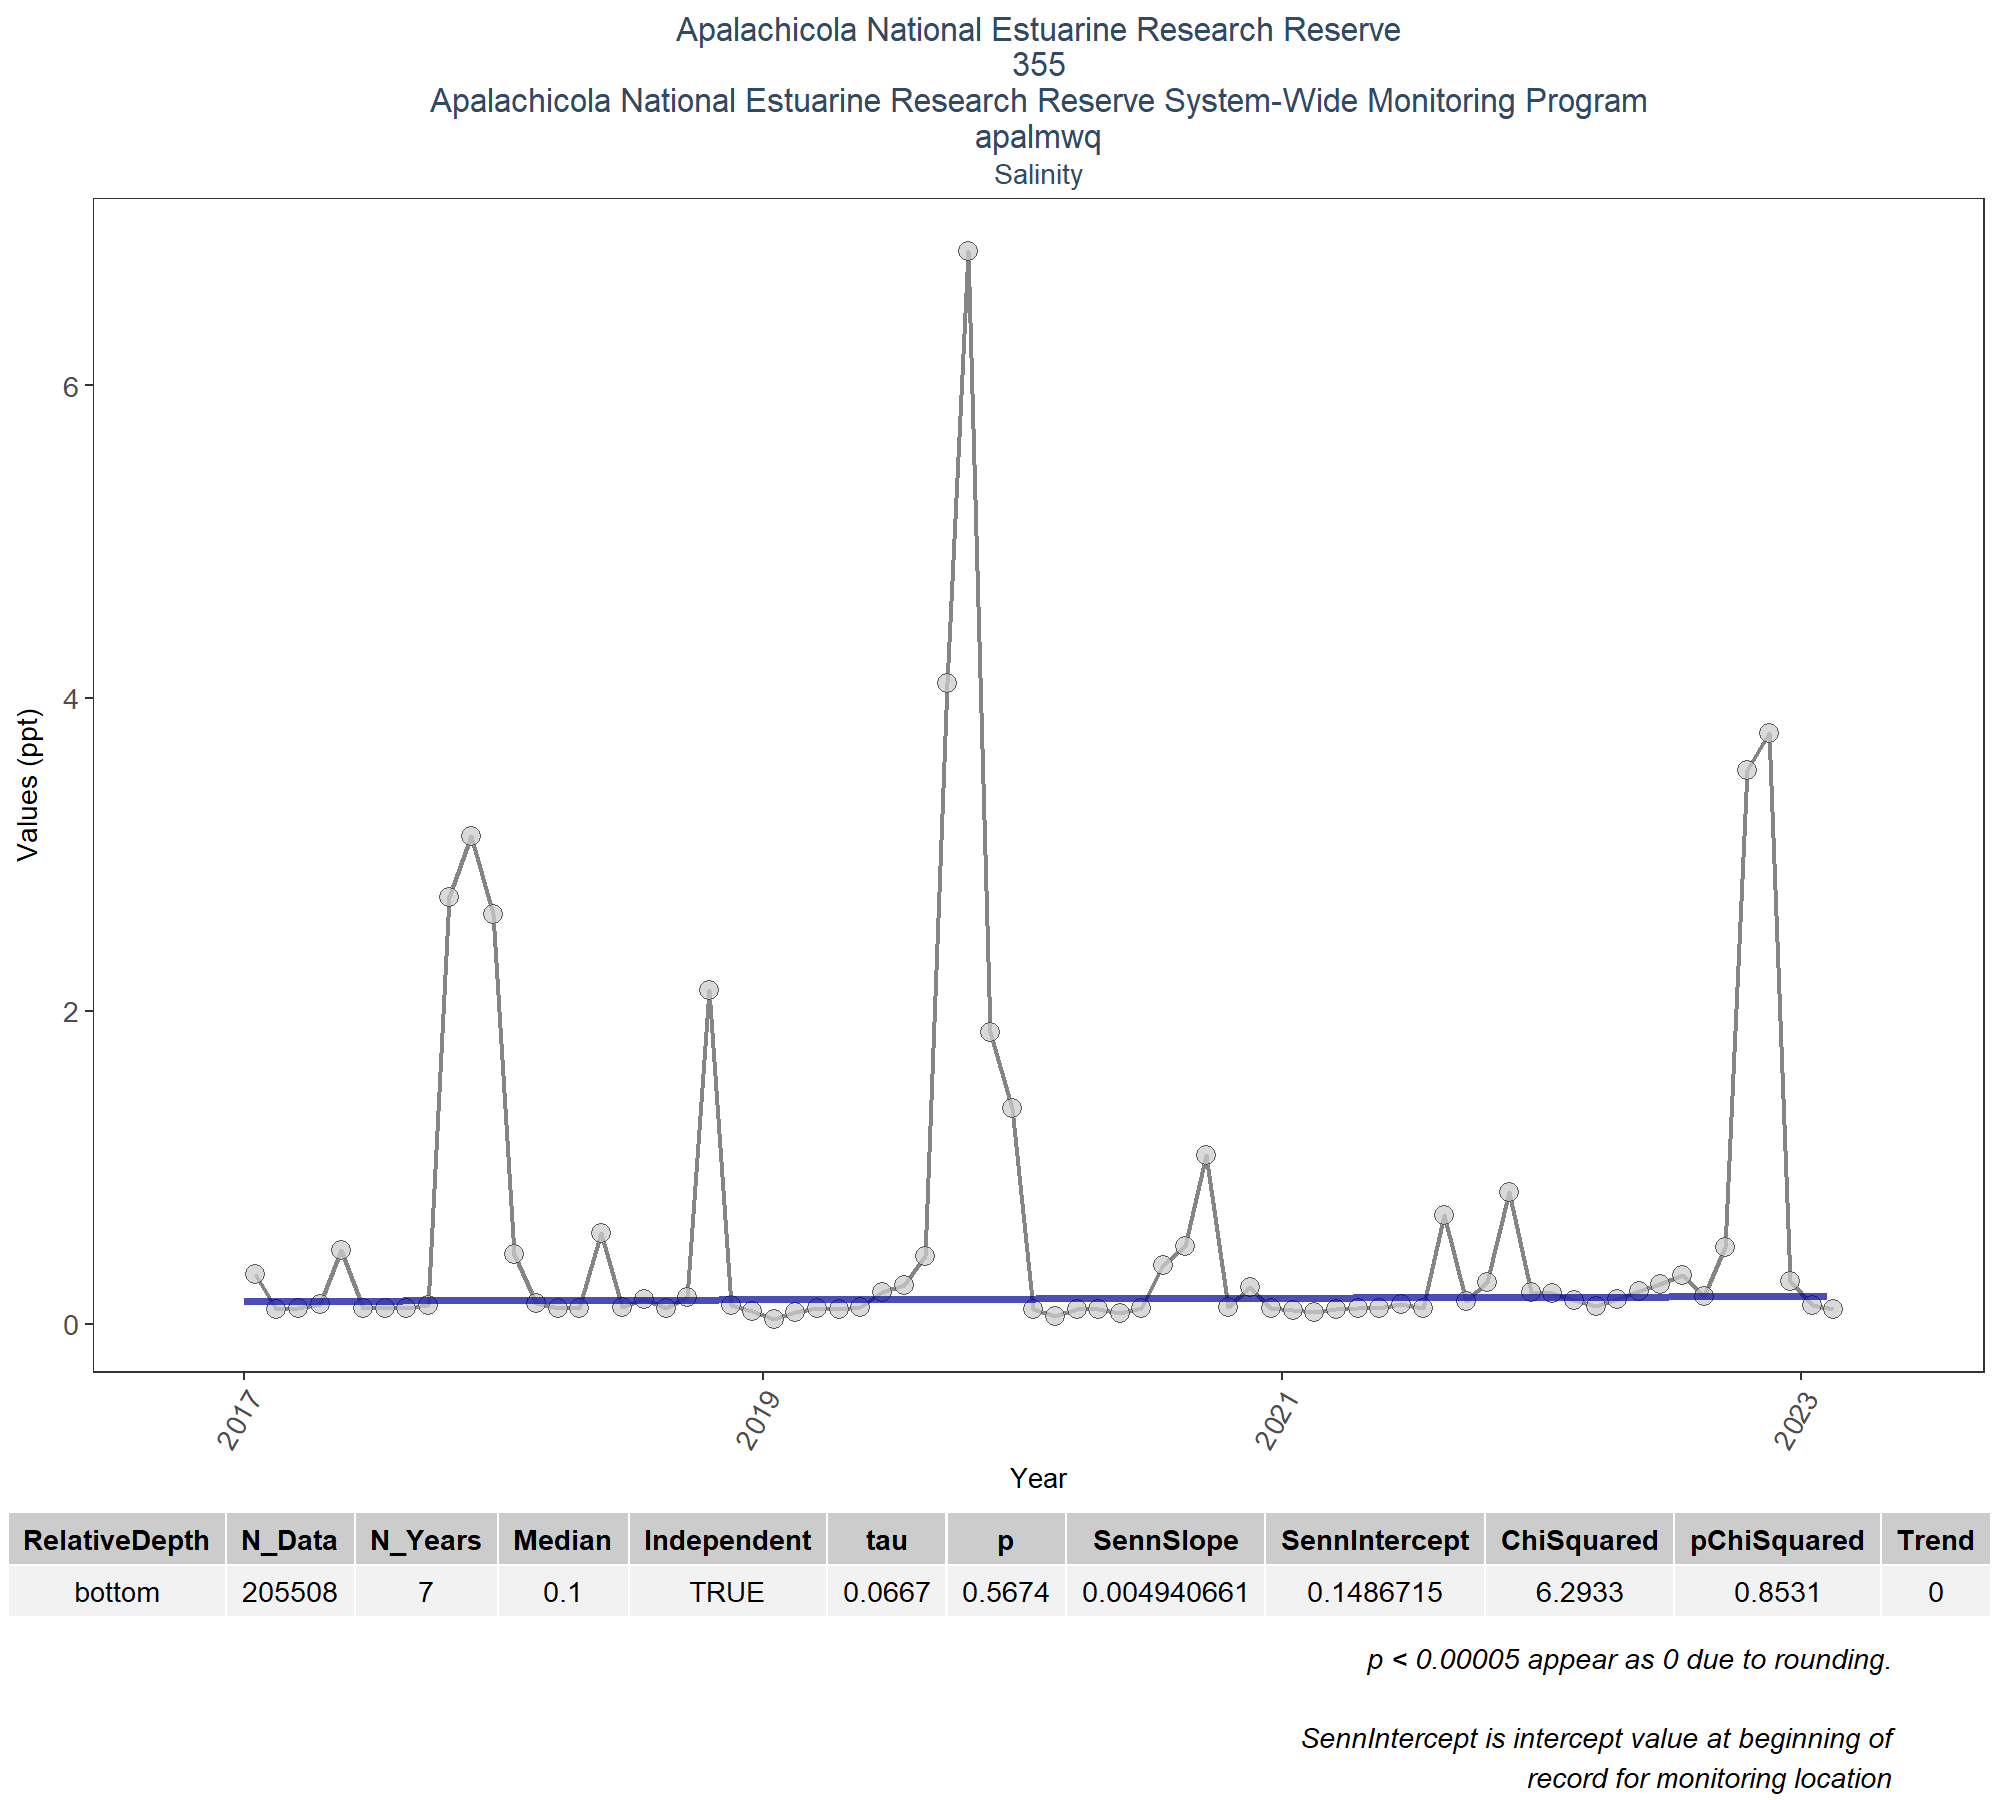 Apalachicola National Estuarine Research Reserve
355
Apalachicola National Estuarine Research Reserve System-Wide Monitoring Program
apalmwq
Salinity
Values (ppt)
6
4
2
0
2017
2019
2021
2023
Year
RelativeDepth N_Data N_Years Median Independent tau p SennSlope SennIntercept ChiSquared pChiSquared Trend
bottom 205508 7 0.1 TRUE 0.0667 0.5674 0.004940661 0.1486715 6.2933 0.8531 0
p < 0.00005 appear as 0 due to rounding.
SennIntercept is intercept value at beginning of
record for monitoring location